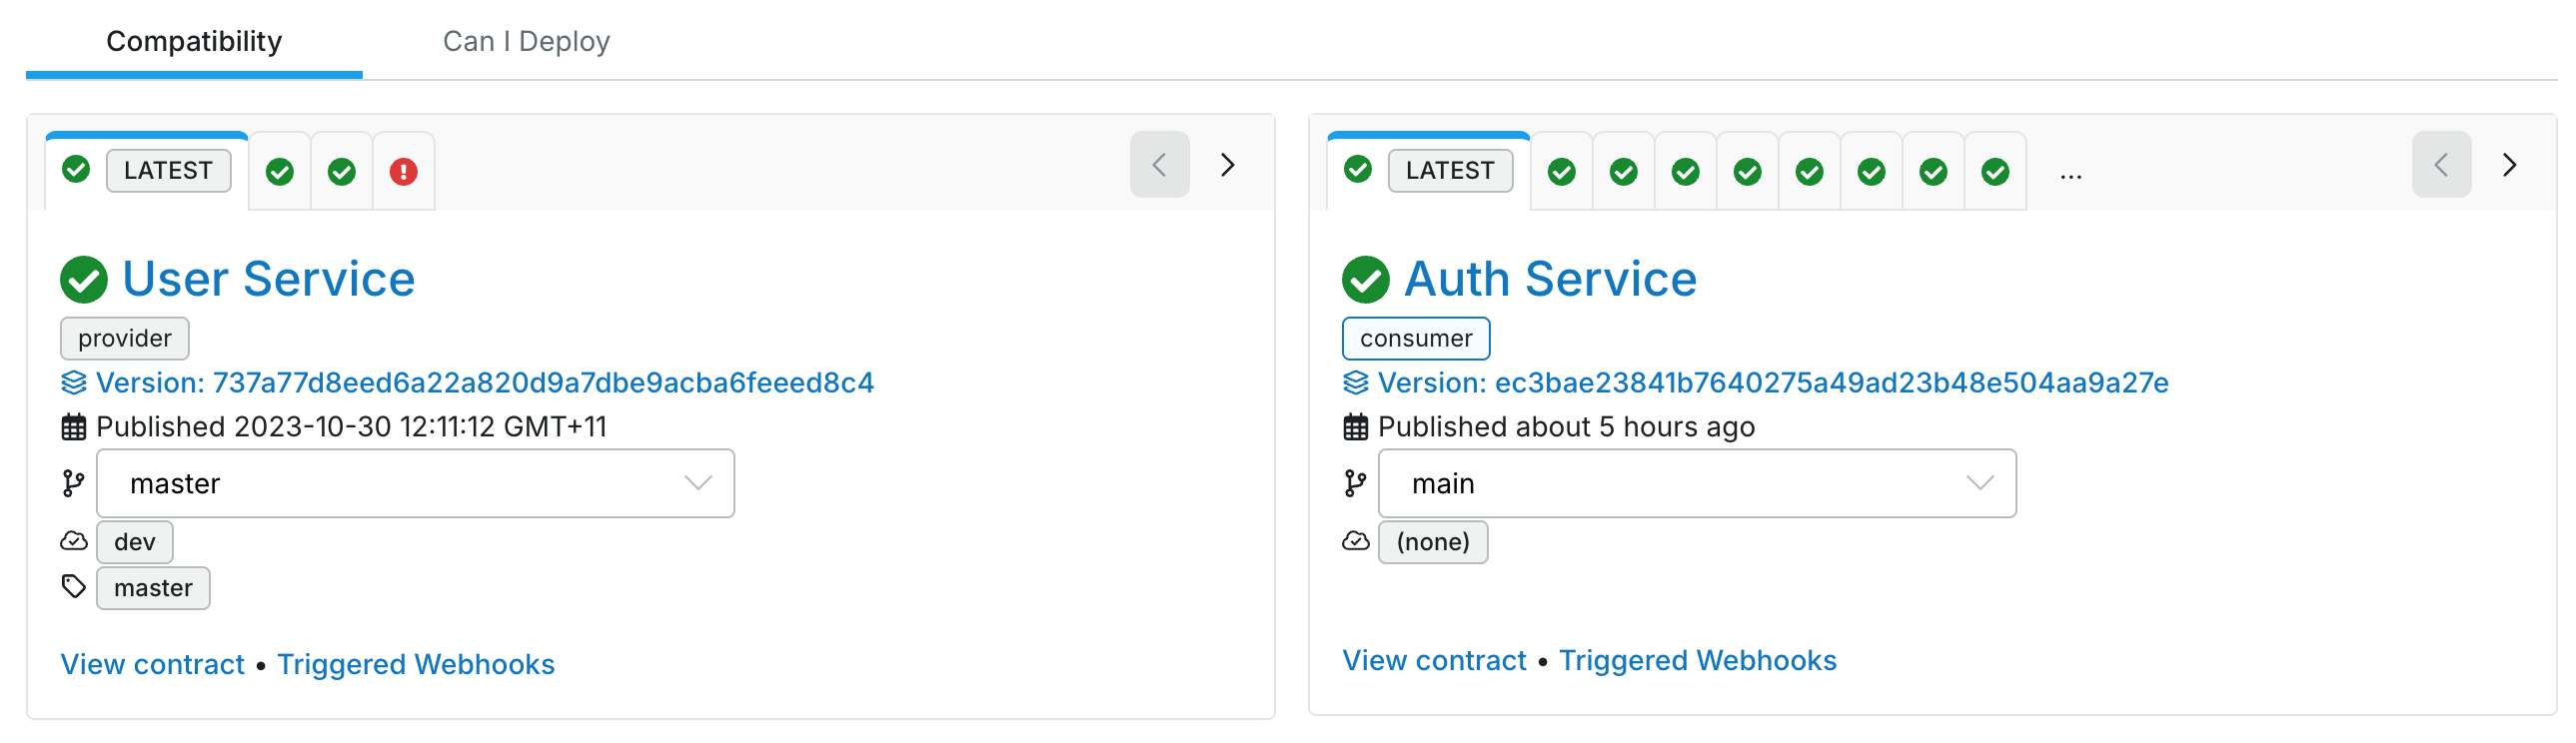 Compatibility
Can I Deploy
LATEST
User Service
provider
Version: 737a77d8eed6a22a820d9a7dbe9acba6feeed8c4
Published 2023-10-30 12:11:12 GMT+11
master
dev
master
View contract • Triggered Webhooks
LATEST
...
Auth Service
consumer
Version: ec3bae23841b7640275a49ad23b48e504aa9a27e
Published about 5 hours ago
main
(none)
View contract • Triggered Webhooks